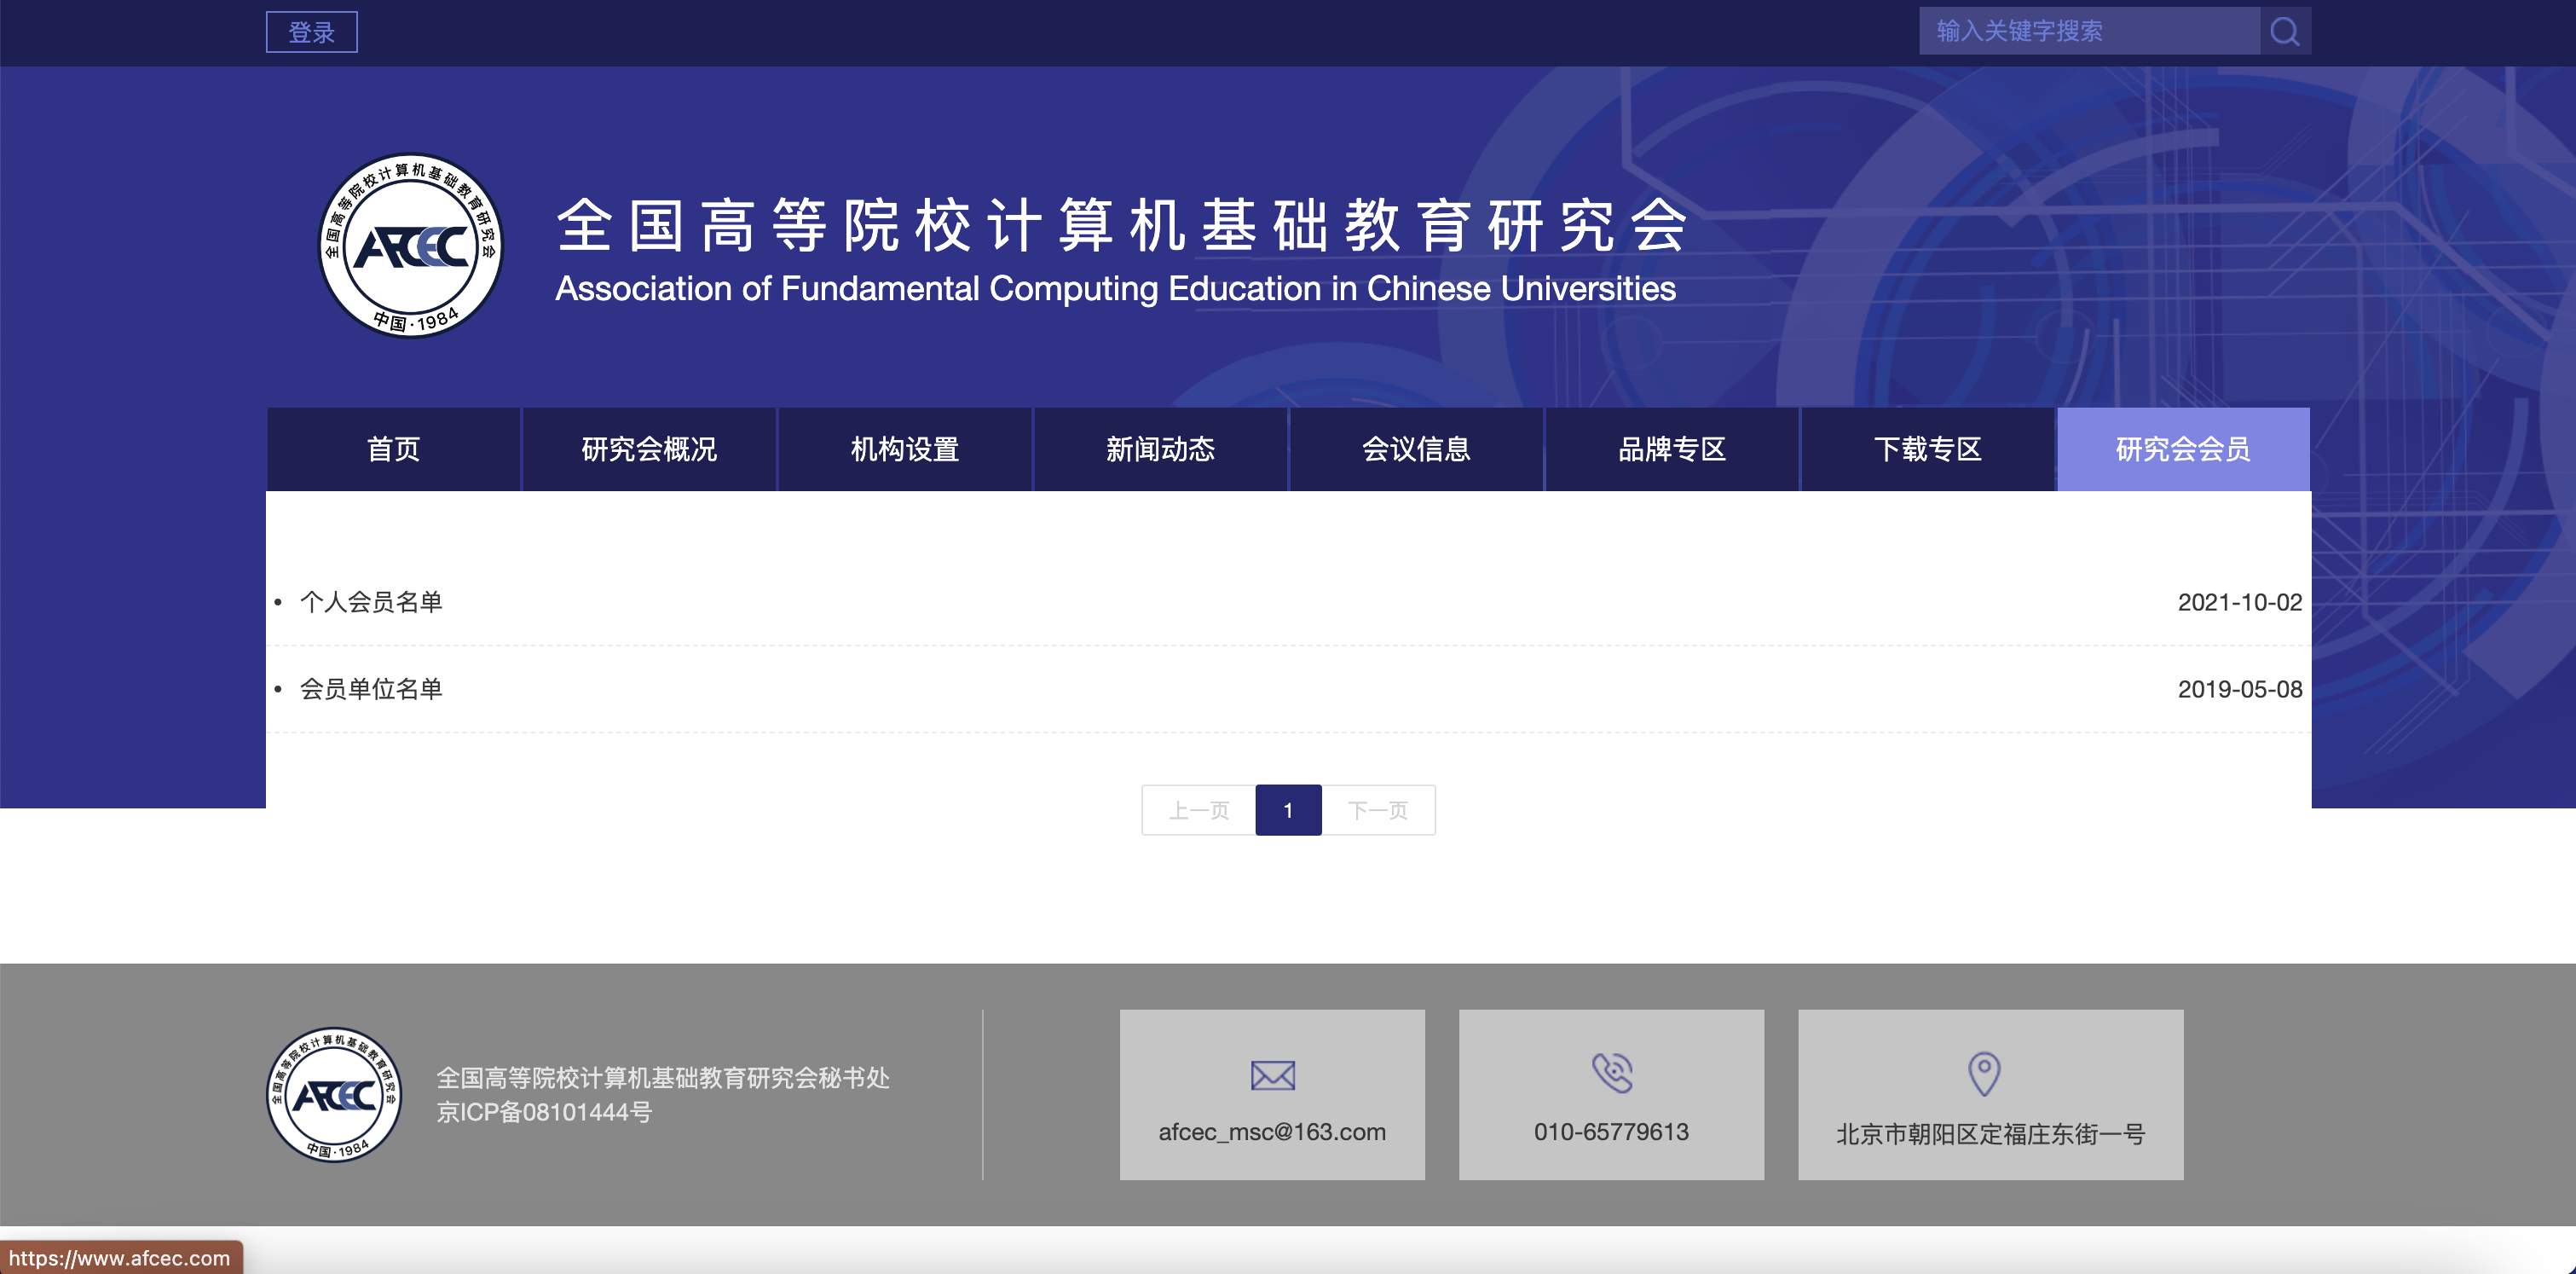 登录
输入关键字搜索
全国高等院校计算机基础教育研究会
AFCEC
中国·1984
全国高等院校计算机基础教育研究会
Association of Fundamental Computing Education in Chinese Universities
首页 研究会概况 机构设置 新闻动态 会议信息 品牌专区 下载专区 研究会会员
• 个人会员名单 2021-10-02
• 会员单位名单 2019-05-08
上一页 1 下一页
全国高等院校计算机基础教育研究会
AFCEC
中国·1984
全国高等院校计算机基础教育研究会秘书处
京ICP备08101444号
afcec_msc@163.com
010-65779613
北京市朝阳区定福庄东街一号
https://www.afcec.com